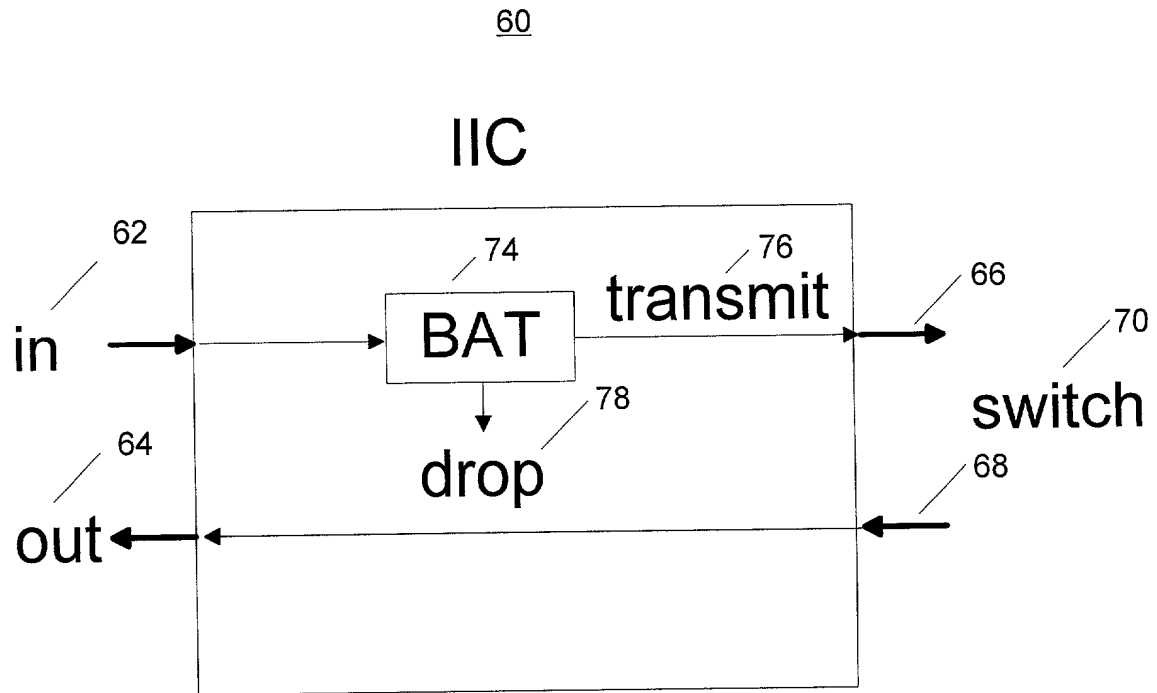 60
IIC
62
74
76
66
in
BAT
transmit
70
switch
64
78
drop
68
out